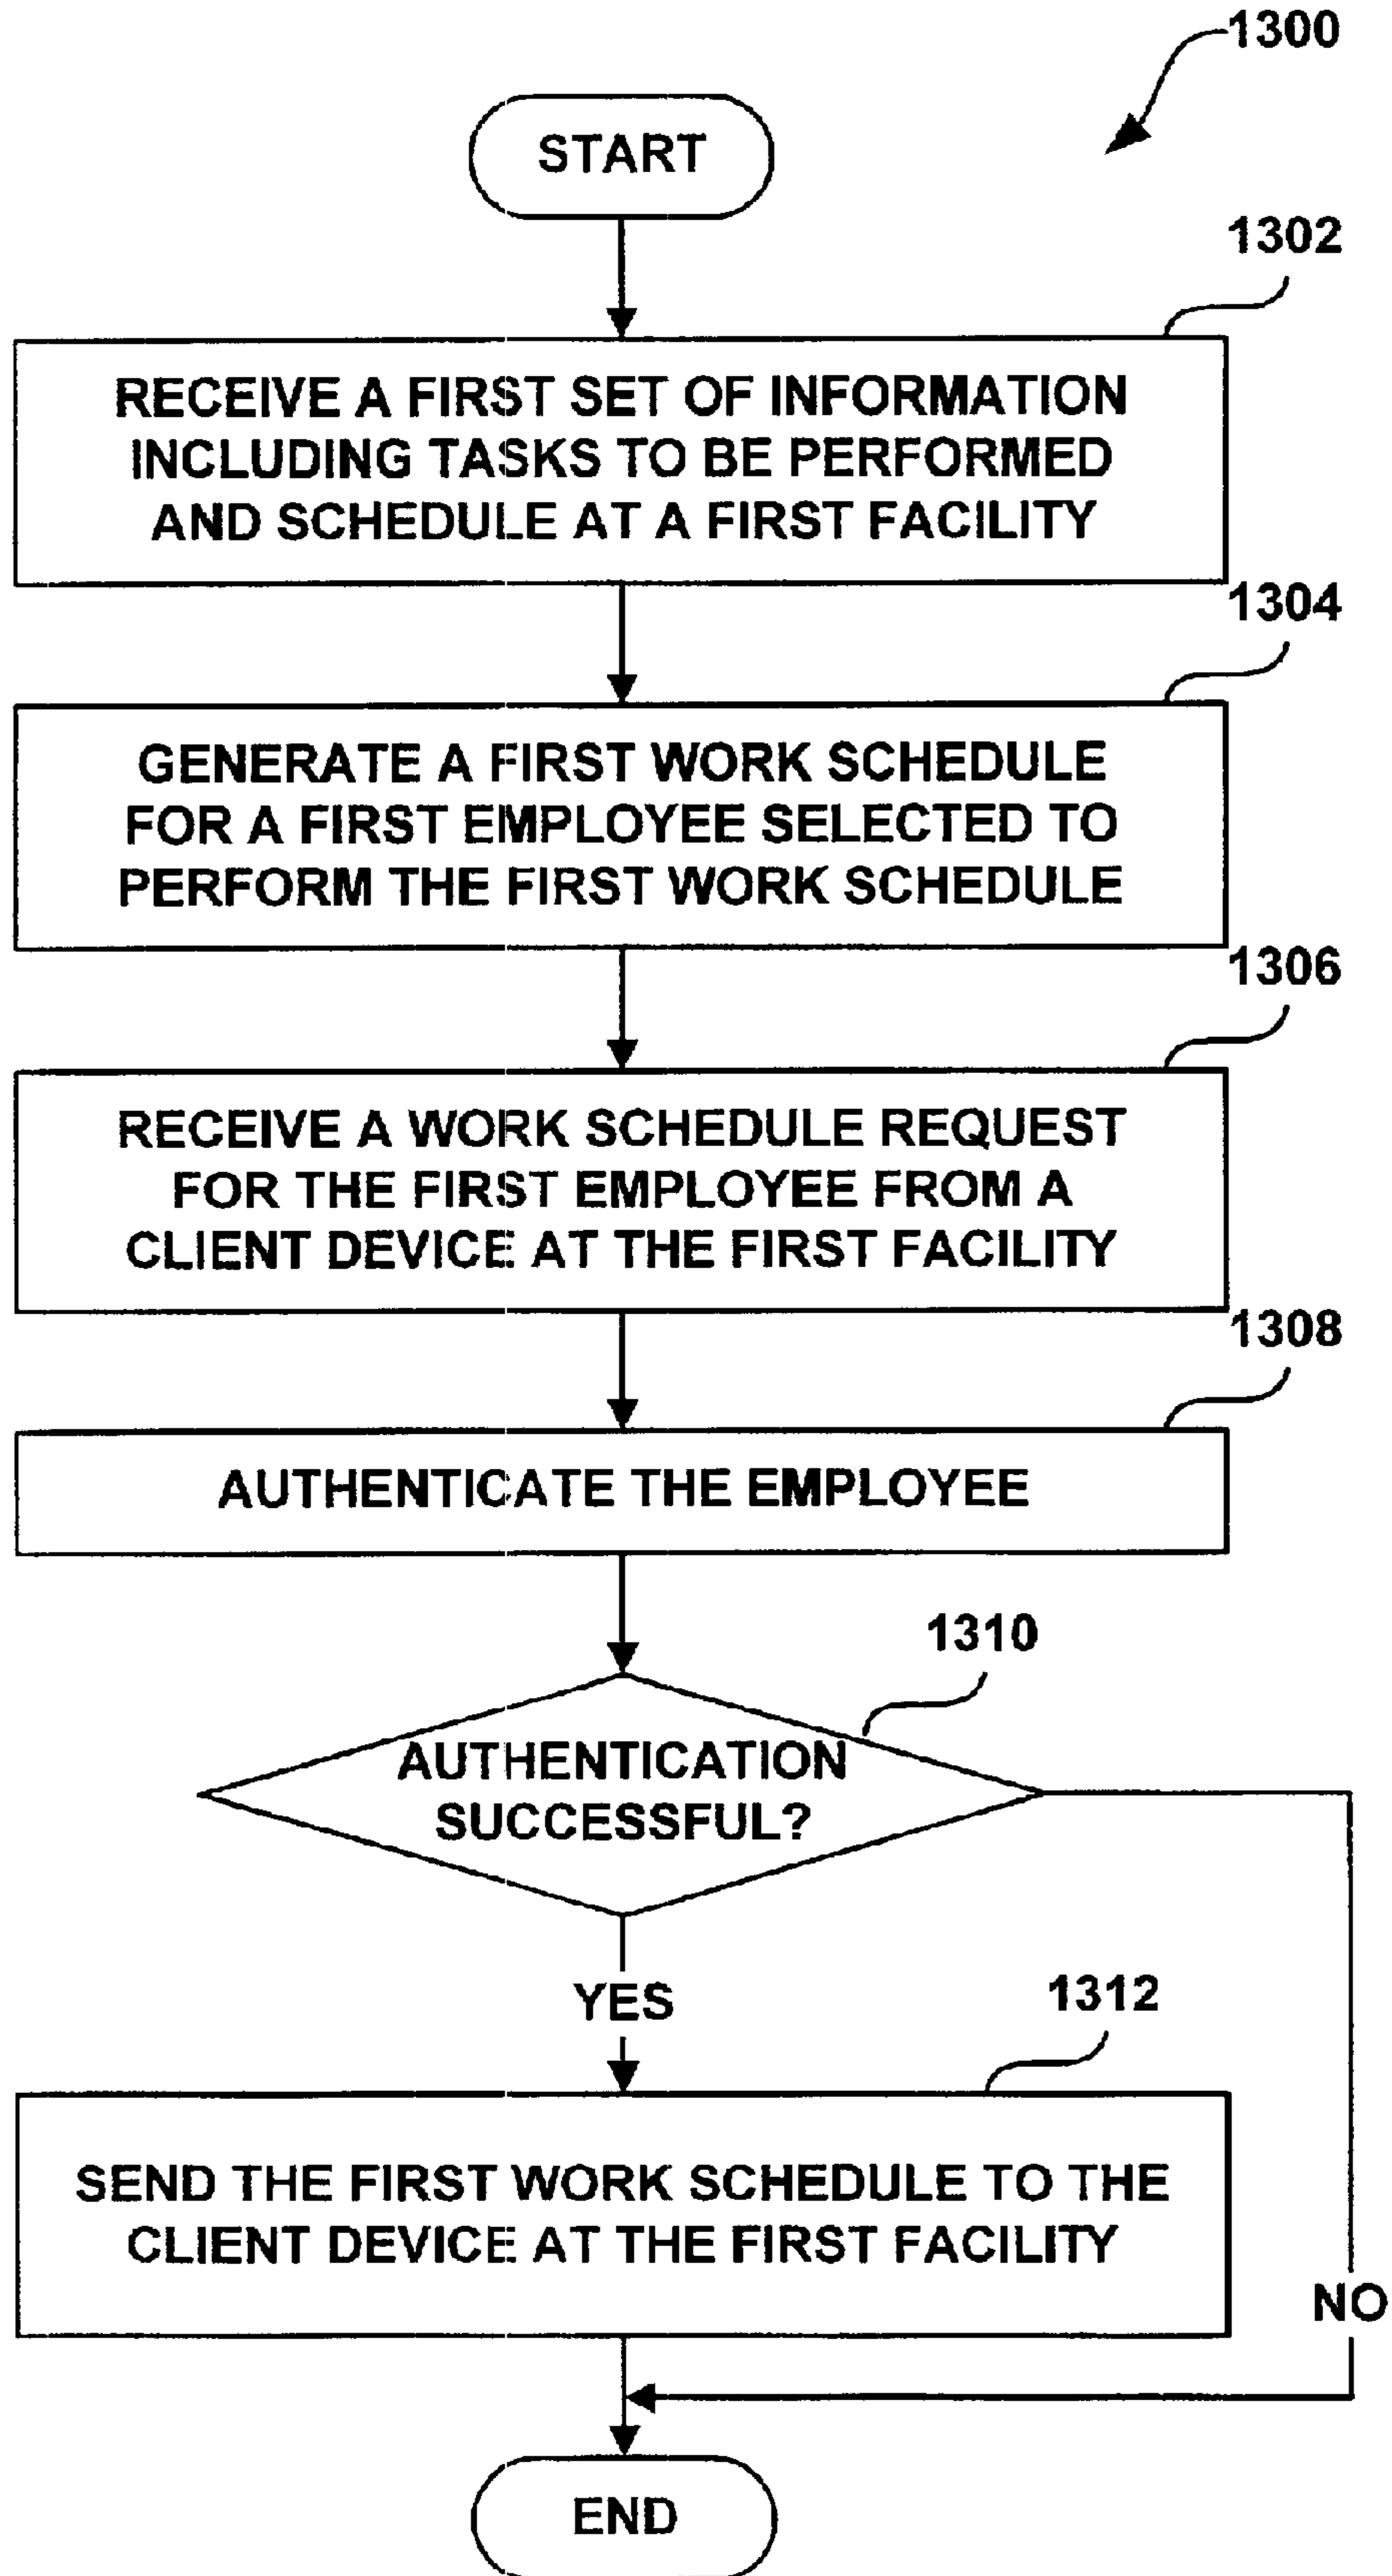 1300
START
1302
RECEIVE A FIRST SET OF INFORMATION
INCLUDING TASKS TO BE PERFORMED
AND SCHEDULE AT A FIRST FACILITY
1304
GENERATE A FIRST WORK SCHEDULE
FOR A FIRST EMPLOYEE SELECTED TO
PERFORM THE FIRST WORK SCHEDULE
1306
RECEIVE A WORK SCHEDULE REQUEST
FOR THE FIRST EMPLOYEE FROM A
CLIENT DEVICE AT THE FIRST FACILITY
1308
AUTHENTICATE THE EMPLOYEE
1310
AUTHENTICATION
SUCCESSFUL?
YES
1312
SEND THE FIRST WORK SCHEDULE TO THE
CLIENT DEVICE AT THE FIRST FACILITY
NO
END